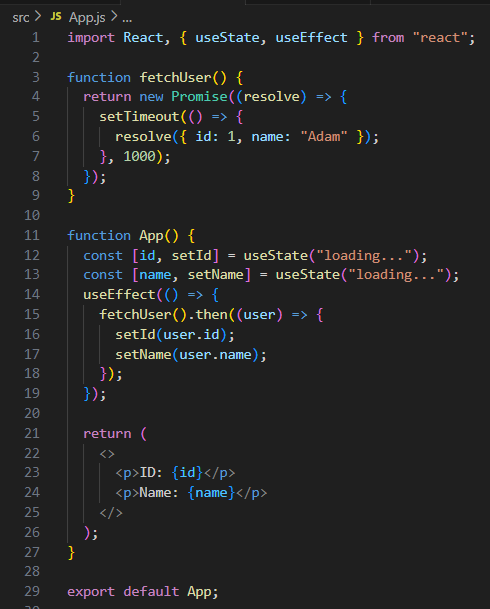 src > JS App.js > ...
1 import React, { useState, useEffect } from "react";
2
3 function fetchUser() {
4   return new Promise((resolve) => {
5     setTimeout(() => {
6       resolve({ id: 1, name: "Adam" });
7     }, 1000);
8   });
9 }
10
11 function App() {
12   const [id, setId] = useState("loading...");
13   const [name, setName] = useState("loading...");
14   useEffect(() => {
15     fetchUser().then((user) => {
16       setId(user.id);
17       setName(user.name);
18     });
19   });
20
21   return (
22     <>
23       <p>ID: {id}</p>
24       <p>Name: {name}</p>
25     </>
26   );
27 }
28
29 export default App;